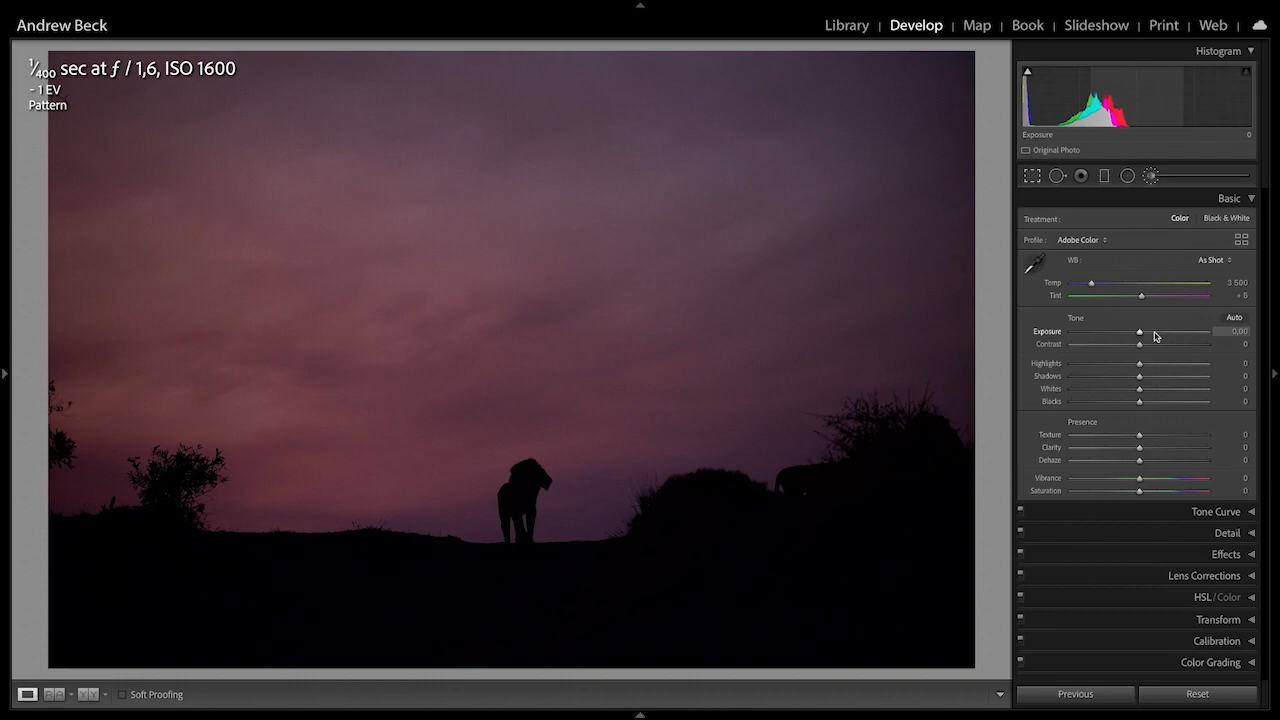 Andrew Beck
Library | Develop | Map | Book | Slideshow | Print | Web |
1/400 sec at ƒ / 1,6, ISO 1600
- 1 EV
Pattern
Histogram
Exposure 0
Original Photo
Basic
Treatment : Color Black & White
Profile : Adobe Color
WB : As Shot
Temp 3 500
Tint + 5
Tone Auto
Exposure 0,00
Contrast 0
Highlights 0
Shadows 0
Whites 0
Blacks 0
Presence
Texture 0
Clarity 0
Dehaze 0
Vibrance 0
Saturation 0
Tone Curve
Detail
Effects
Lens Corrections
HSL / Color
Transform
Calibration
Color Grading
Soft Proofing
Previous Reset